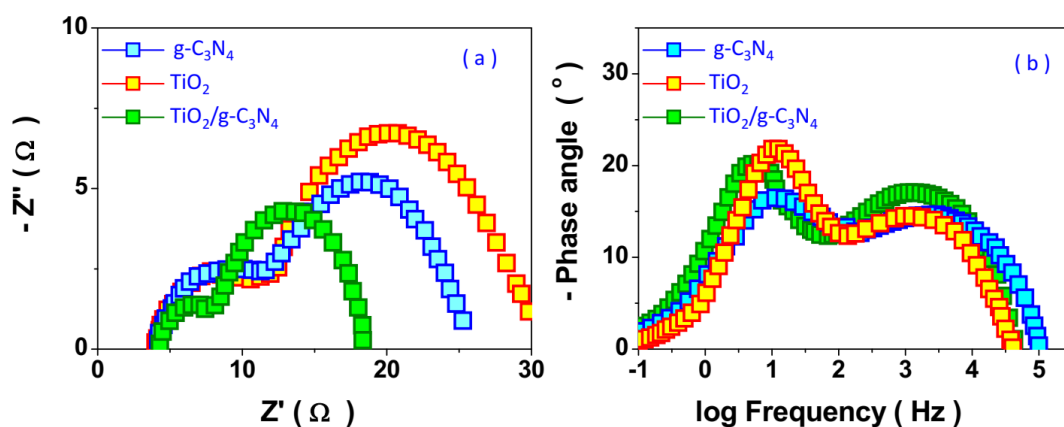 10
5
0
- Z" ( Ω )
g-C₃N₄
TiO₂
TiO₂/g-C₃N₄
( a )
0 10 20 30
Z' ( Ω )
30
20
10
0
- Phase angle ( ° )
g-C₃N₄
TiO₂
TiO₂/g-C₃N₄
( b )
-1 0 1 2 3 4 5
log Frequency ( Hz )